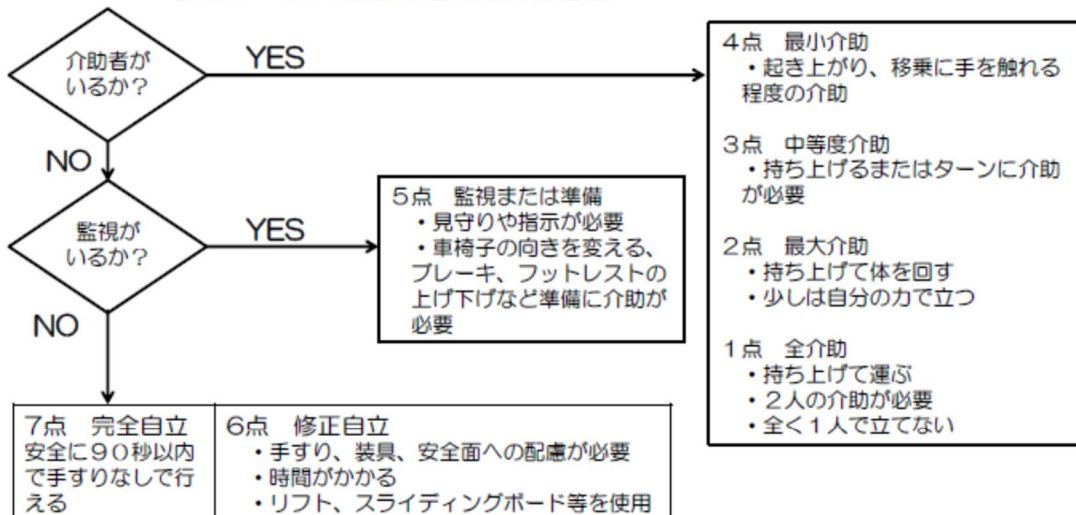 介助者が
いるか？
YES
NO
監視が
いるか？
YES
NO
4点 最小介助
・起き上がり、移乗に手を触れる
程度の介助
3点 中等度介助
・持ち上げるまたはターンに介助
が必要
2点 最大介助
・持ち上げて体を回す
・少しは自分の力で立つ
1点 全介助
・持ち上げて運ぶ
・２人の介助が必要
・全く１人で立てない
5点 監視または準備
・見守りや指示が必要
・車椅子の向きを変える、
ブレーキ、フットレストの
上げ下げなど準備に介助が
必要
7点 完全自立
安全に９０秒以内
で手すりなしで行
える
6点 修正自立
・手すり、装具、安全面への配慮が必要
・時間がかかる
・リフト、スライディングボード等を使用